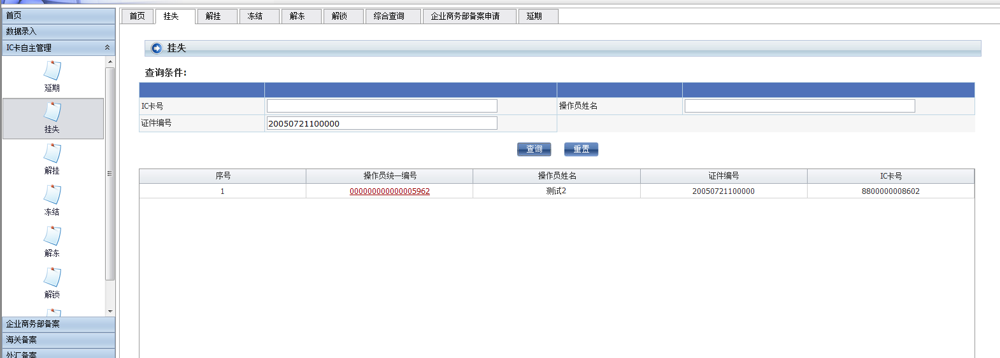 首页
数据录入
IC卡自主管理
延期
挂失
解挂
冻结
解冻
解锁
企业商务部备案
海关备案
外汇备案
首页 挂失 解挂 冻结 解冻 解锁 综合查询 企业商务部备案申请 延期
挂失
查询条件:
IC卡号 操作员姓名
证件编号 20050721100000
查询 重置
序号 操作员统一编号 操作员姓名 证件编号 IC卡号
1 000000000000005962 测试2 20050721100000 8800000008602